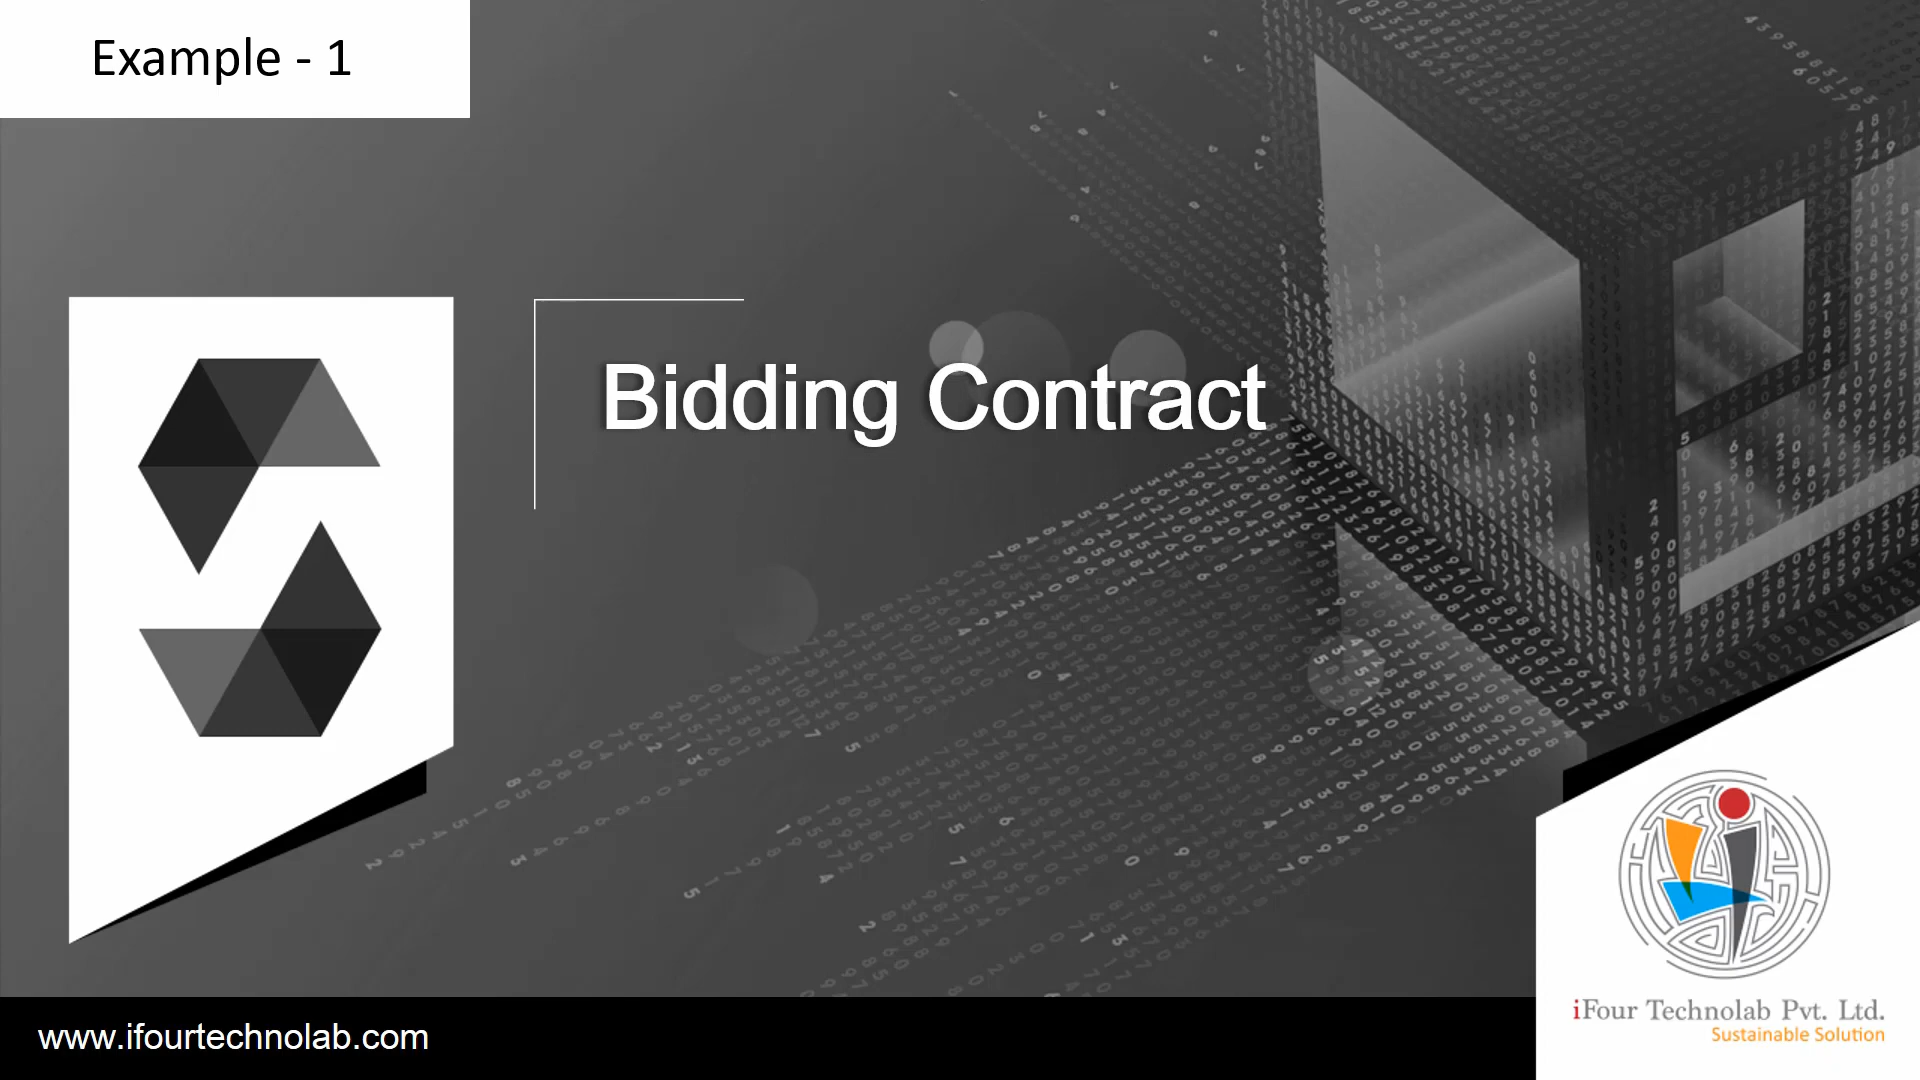 Example - 1
Bidding Contract
www.ifourtechnolab.com
iFour Technolab Pvt. Ltd.
Sustainable Solution